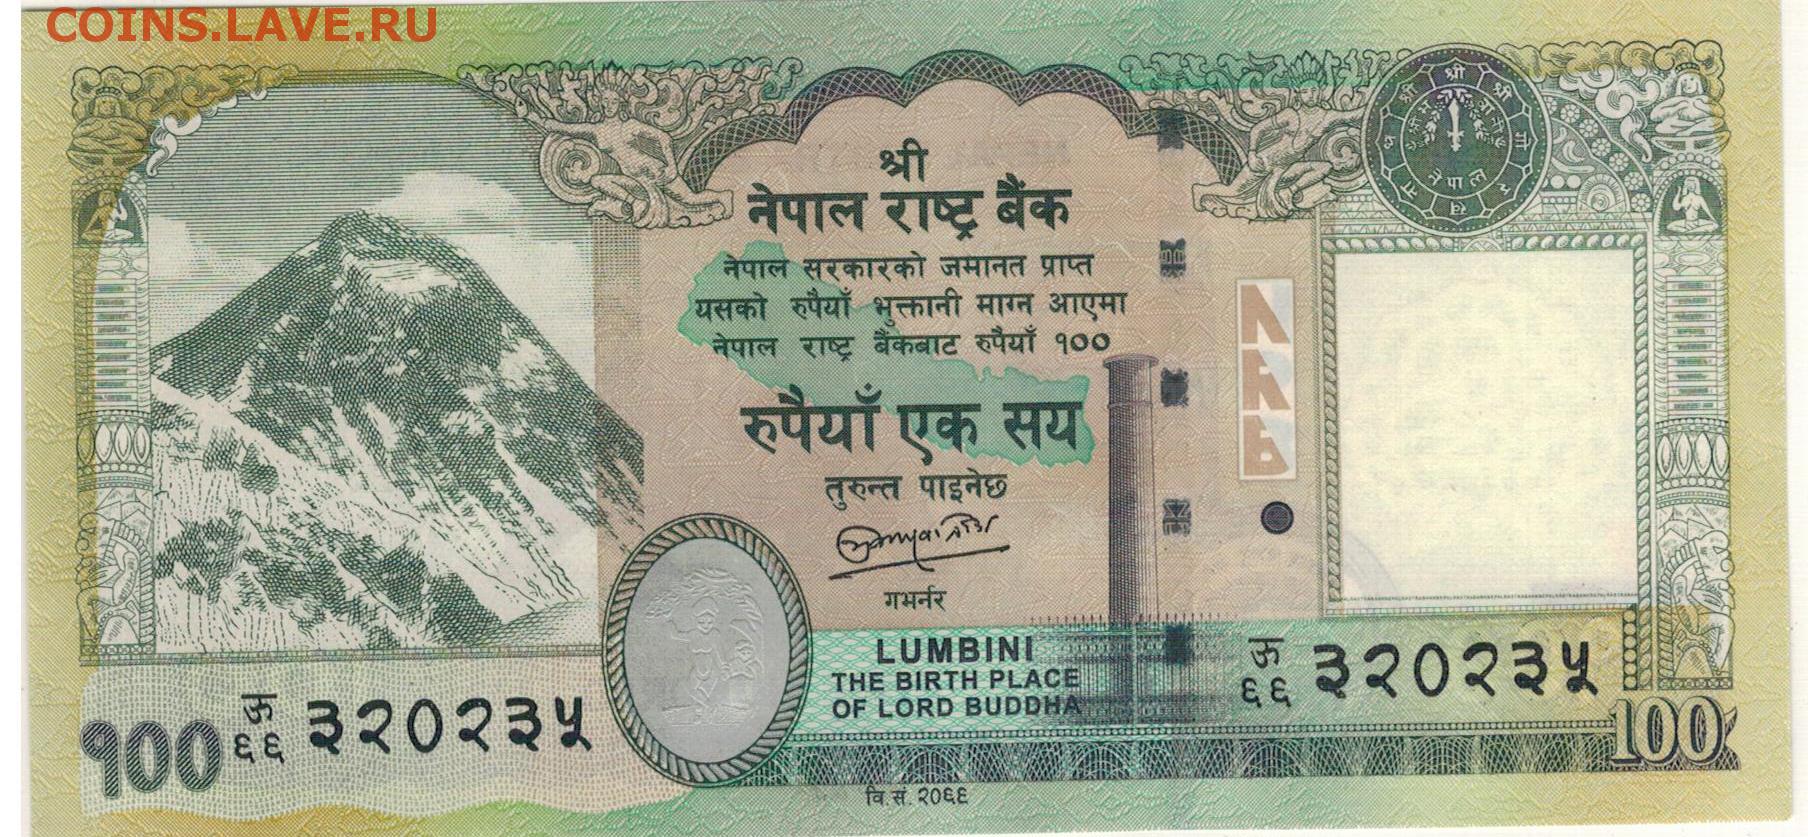 COINS.LAVE.RU
श्री
नेपाल राष्ट्र बैंक
नेपाल सरकारको जमानत प्राप्त
यसको रुपैयाँ भुक्तानी माग्न आएमा
नेपाल राष्ट्र बैंकबाट रुपैयाँ १००
रुपैयाँ एक सय
तुरुन्त पाइनेछ
गभर्नर
NRb
LUMBINI
THE BIRTH PLACE
OF LORD BUDDHA
ऊ
६६ ३२०२३५
ऊ
६६ ३२०२३५
१००
100
वि.सं. २०६९
श्री
नेपाल